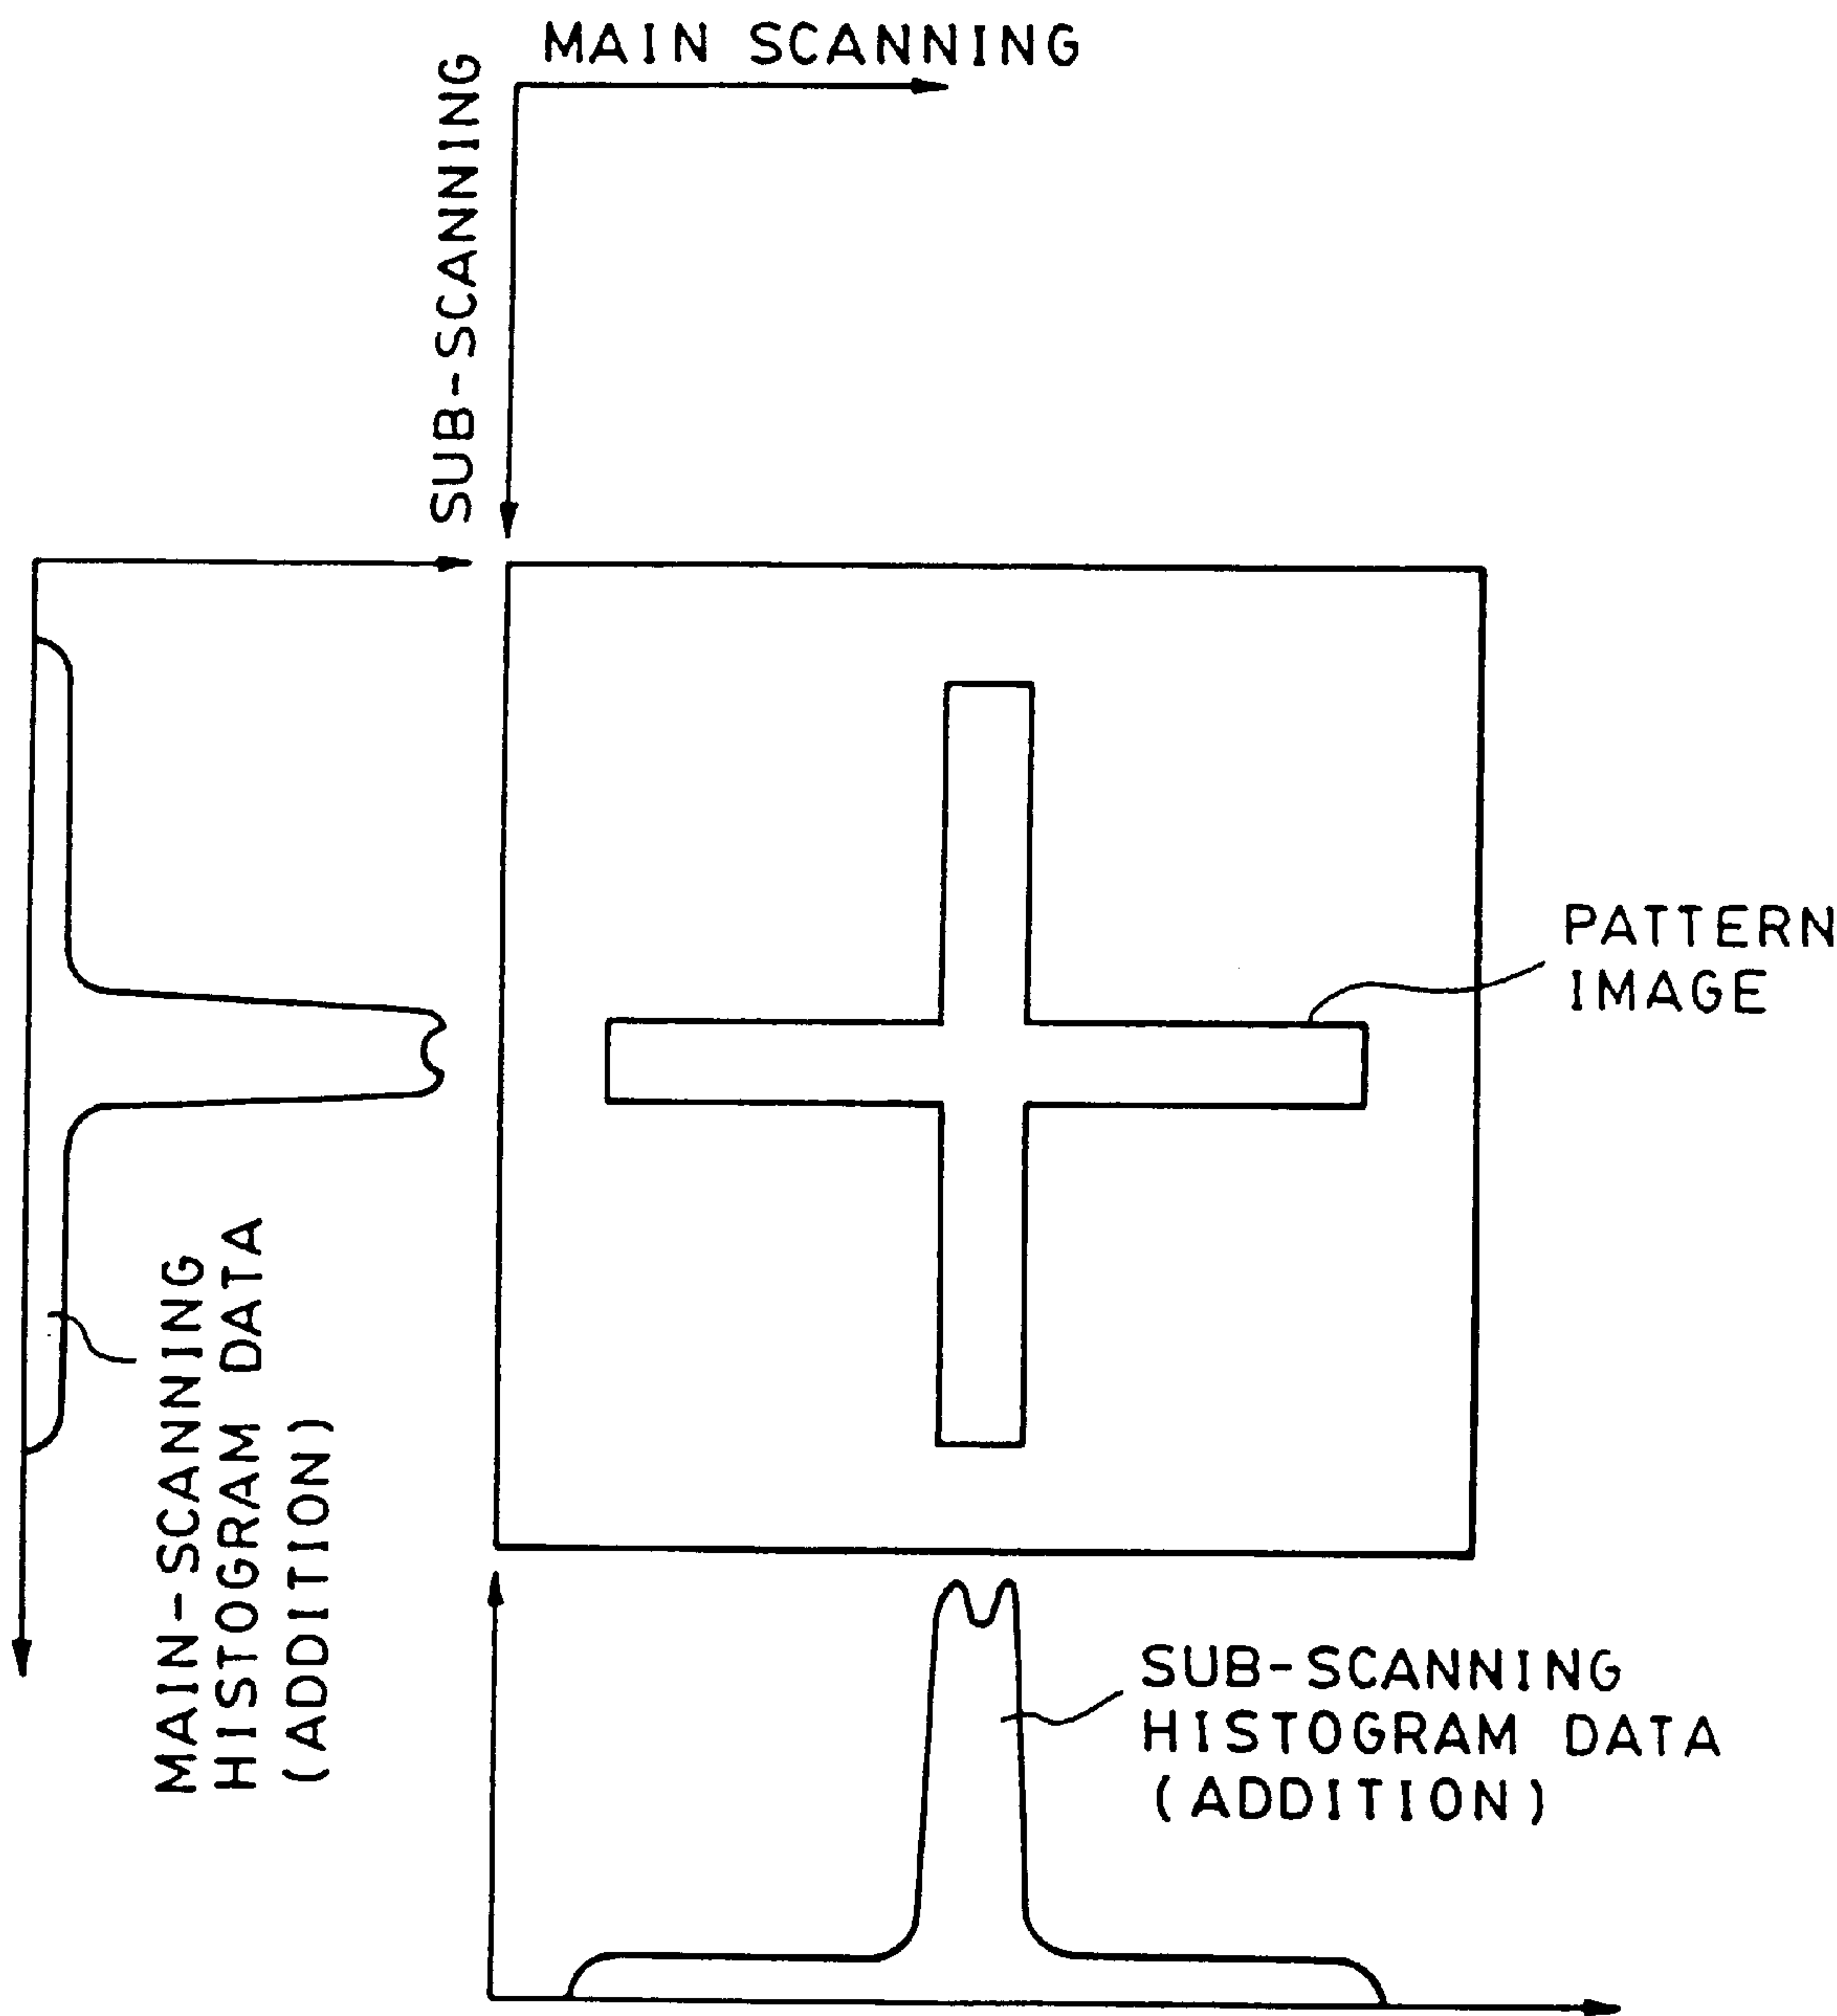 MAIN SCANNING
SUB-SCANNING
PATTERN
IMAGE
MAIN-SCANNING
HISTOGRAM DATA
(ADDITION)
SUB-SCANNING
HISTOGRAM DATA
(ADDITION)